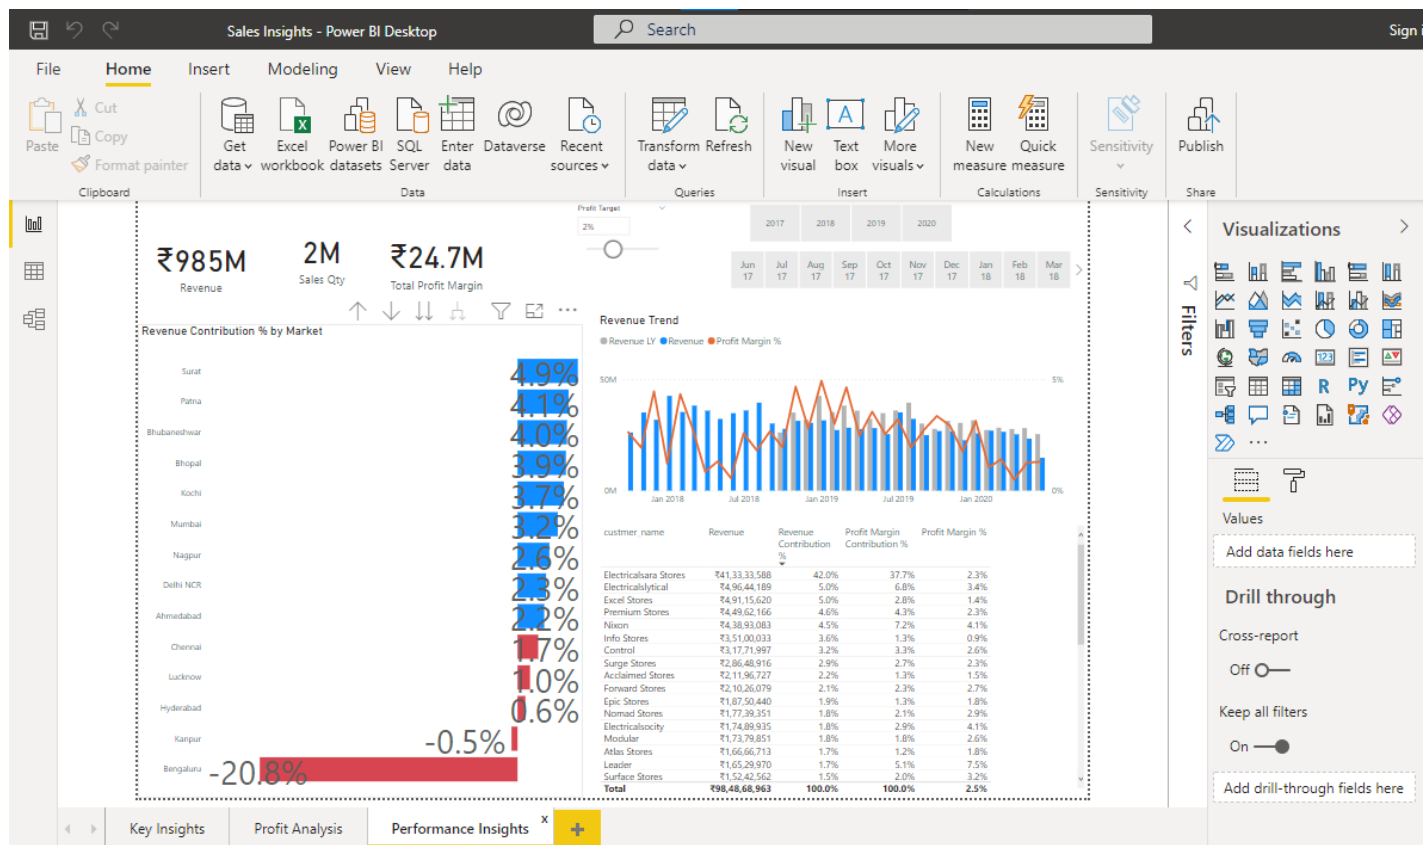 Sales Insights - Power BI Desktop
Search
File Home Insert Modeling View Help
Paste
Cut
Copy
Format painter
Clipboard
Get data
Excel workbook
Power BI datasets
SQL Server
Enter data
Dataverse
Recent sources
Data
Transform data
Refresh
Queries
New visual
Text box
More visuals
Insert
New measure
Quick measure
Calculations
Sensitivity
Sensitivity
Publish
Share
₹985M
Revenue
2M
Sales Qty
₹24.7M
Total Profit Margin
Profit Target
2%
2017 2018 2019 2020
Jun 17 Jul 17 Aug 17 Sep 17 Oct 17 Nov 17 Dec 17 Jan 18 Feb 18 Mar 18
Revenue Contribution % by Market
Surat 4.9%
Patna 4.1%
Bhubaneshwar 4.0%
Bhopal 3.9%
Kochi 3.7%
Mumbai 3.2%
Nagpur 2.6%
Delhi NCR 2.3%
Ahmedabad 2.2%
Chennai 1.7%
Lucknow 1.0%
Hyderabad 0.6%
Kanpur -0.5%
Bengaluru -20.8%
Revenue Trend
Revenue LY Revenue Profit Margin %
50M 5%
0M 0%
Jan 2018 Jul 2018 Jan 2019 Jul 2019 Jan 2020
custmer_name Revenue Revenue Contribution % Profit Margin Contribution % Profit Margin %
Electricalsara Stores ₹41,33,33,588 42.0% 37.7% 2.3%
Electricalslytical ₹4,96,44,189 5.0% 6.8% 3.4%
Excel Stores ₹4,91,15,620 5.0% 2.8% 1.4%
Premium Stores ₹4,49,62,166 4.6% 4.3% 2.3%
Nixon ₹4,38,93,083 4.5% 7.2% 4.1%
Info Stores ₹3,51,00,033 3.6% 1.3% 0.9%
Control ₹3,17,71,997 3.2% 3.3% 2.6%
Surge Stores ₹2,86,48,916 2.9% 2.7% 2.3%
Acclaimed Stores ₹2,11,96,727 2.2% 1.3% 1.5%
Forward Stores ₹2,10,26,079 2.1% 2.3% 2.7%
Epic Stores ₹1,87,50,440 1.9% 1.3% 1.8%
Nomad Stores ₹1,77,39,351 1.8% 2.1% 2.9%
Electricalsocity ₹1,74,89,935 1.8% 2.9% 4.1%
Modular ₹1,73,79,851 1.8% 1.8% 2.6%
Atlas Stores ₹1,66,66,713 1.7% 1.2% 1.8%
Leader ₹1,65,29,970 1.7% 5.1% 7.5%
Surface Stores ₹1,52,42,562 1.5% 2.0% 3.2%
Total ₹98,48,68,963 100.0% 100.0% 2.5%
Filters
Visualizations
123
R Py
Values
Add data fields here
Drill through
Cross-report
Off
Keep all filters
On
Add drill-through fields here
Key Insights Profit Analysis Performance Insights x +
Sign